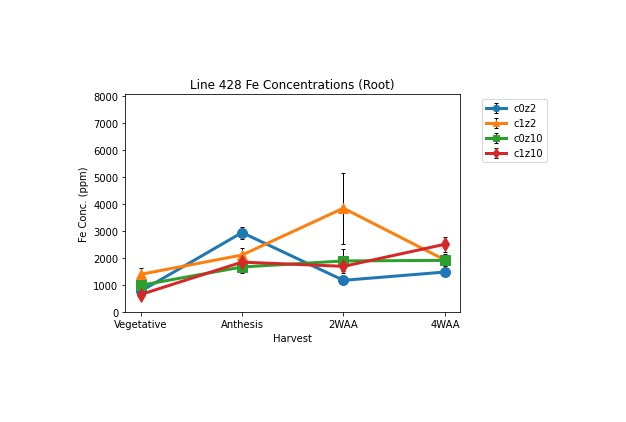 Line 428 Fe Concentrations (Root)
8000
7000
6000
5000
4000
3000
2000
1000
0
Fe Conc. (ppm)
Vegetative Anthesis 2WAA 4WAA
Harvest
c0z2
c1z2
c0z10
c1z10